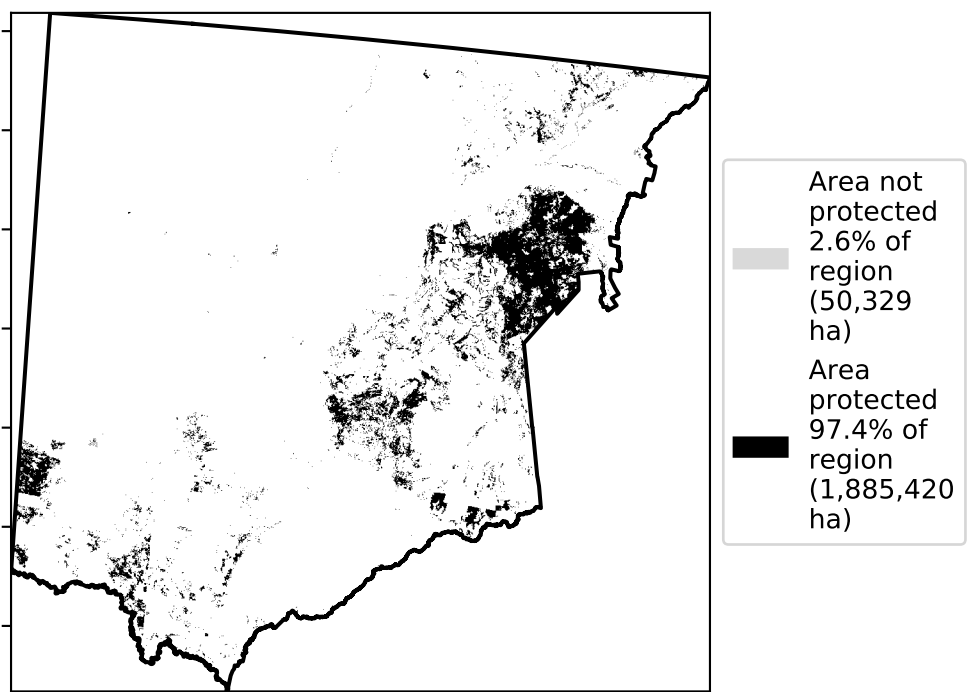 Area not
protected
2.6% of
region
(50,329
ha)
Area
protected
97.4% of
region
(1,885,420
ha)